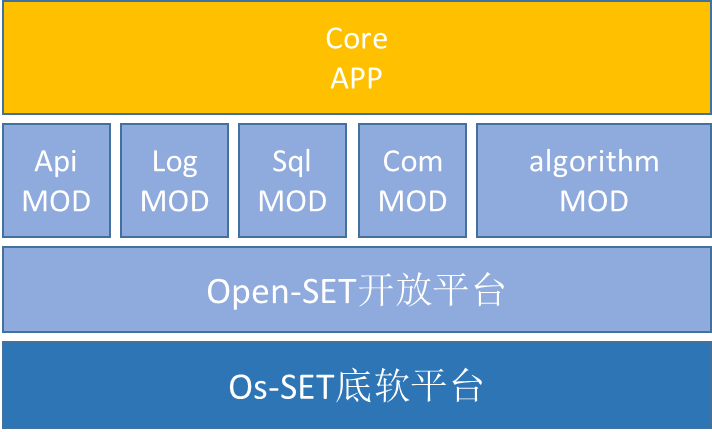 Core
APP
Api
MOD
Log
MOD
Sql
MOD
Com
MOD
algorithm
MOD
Open-SET开放平台
Os-SET底软平台